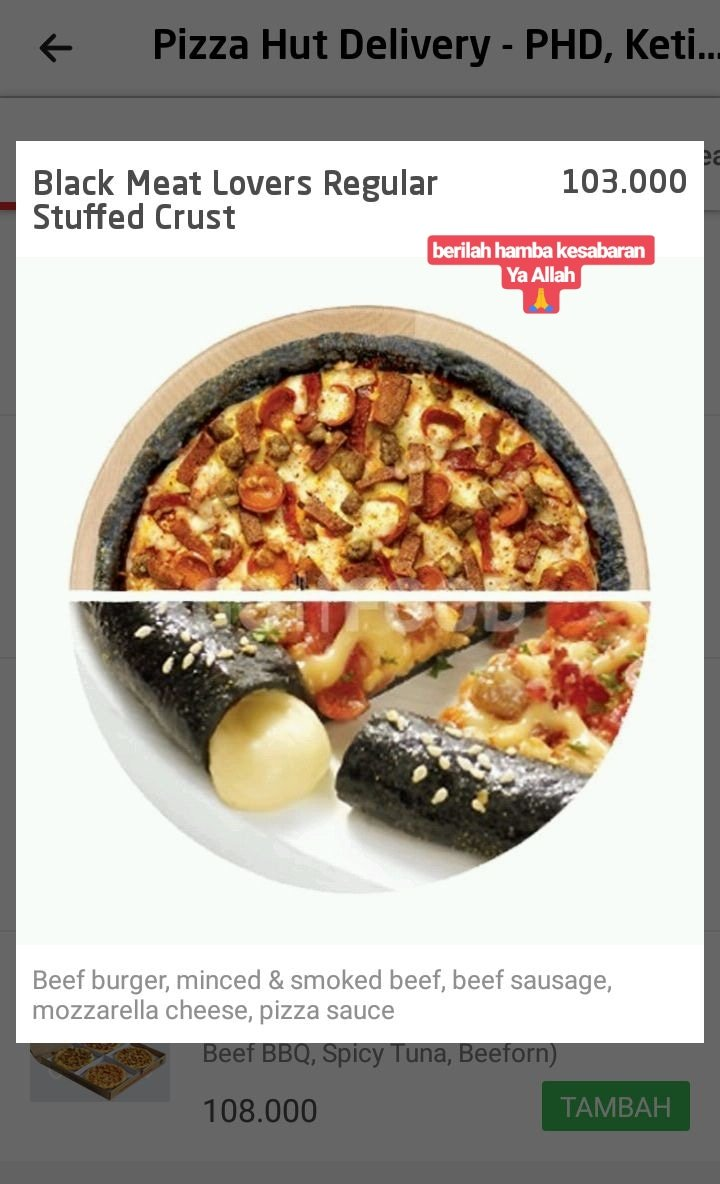 Pizza Hut Delivery - PHD, Keti...
Black Meat Lovers Regular
Stuffed Crust
103.000
berilah hamba kesabaran
Ya Allah
🙏
Beef burger, minced & smoked beef, beef sausage,
mozzarella cheese, pizza sauce
Beef BBQ, Spicy Tuna, Beeforn)
108.000
TAMBAH